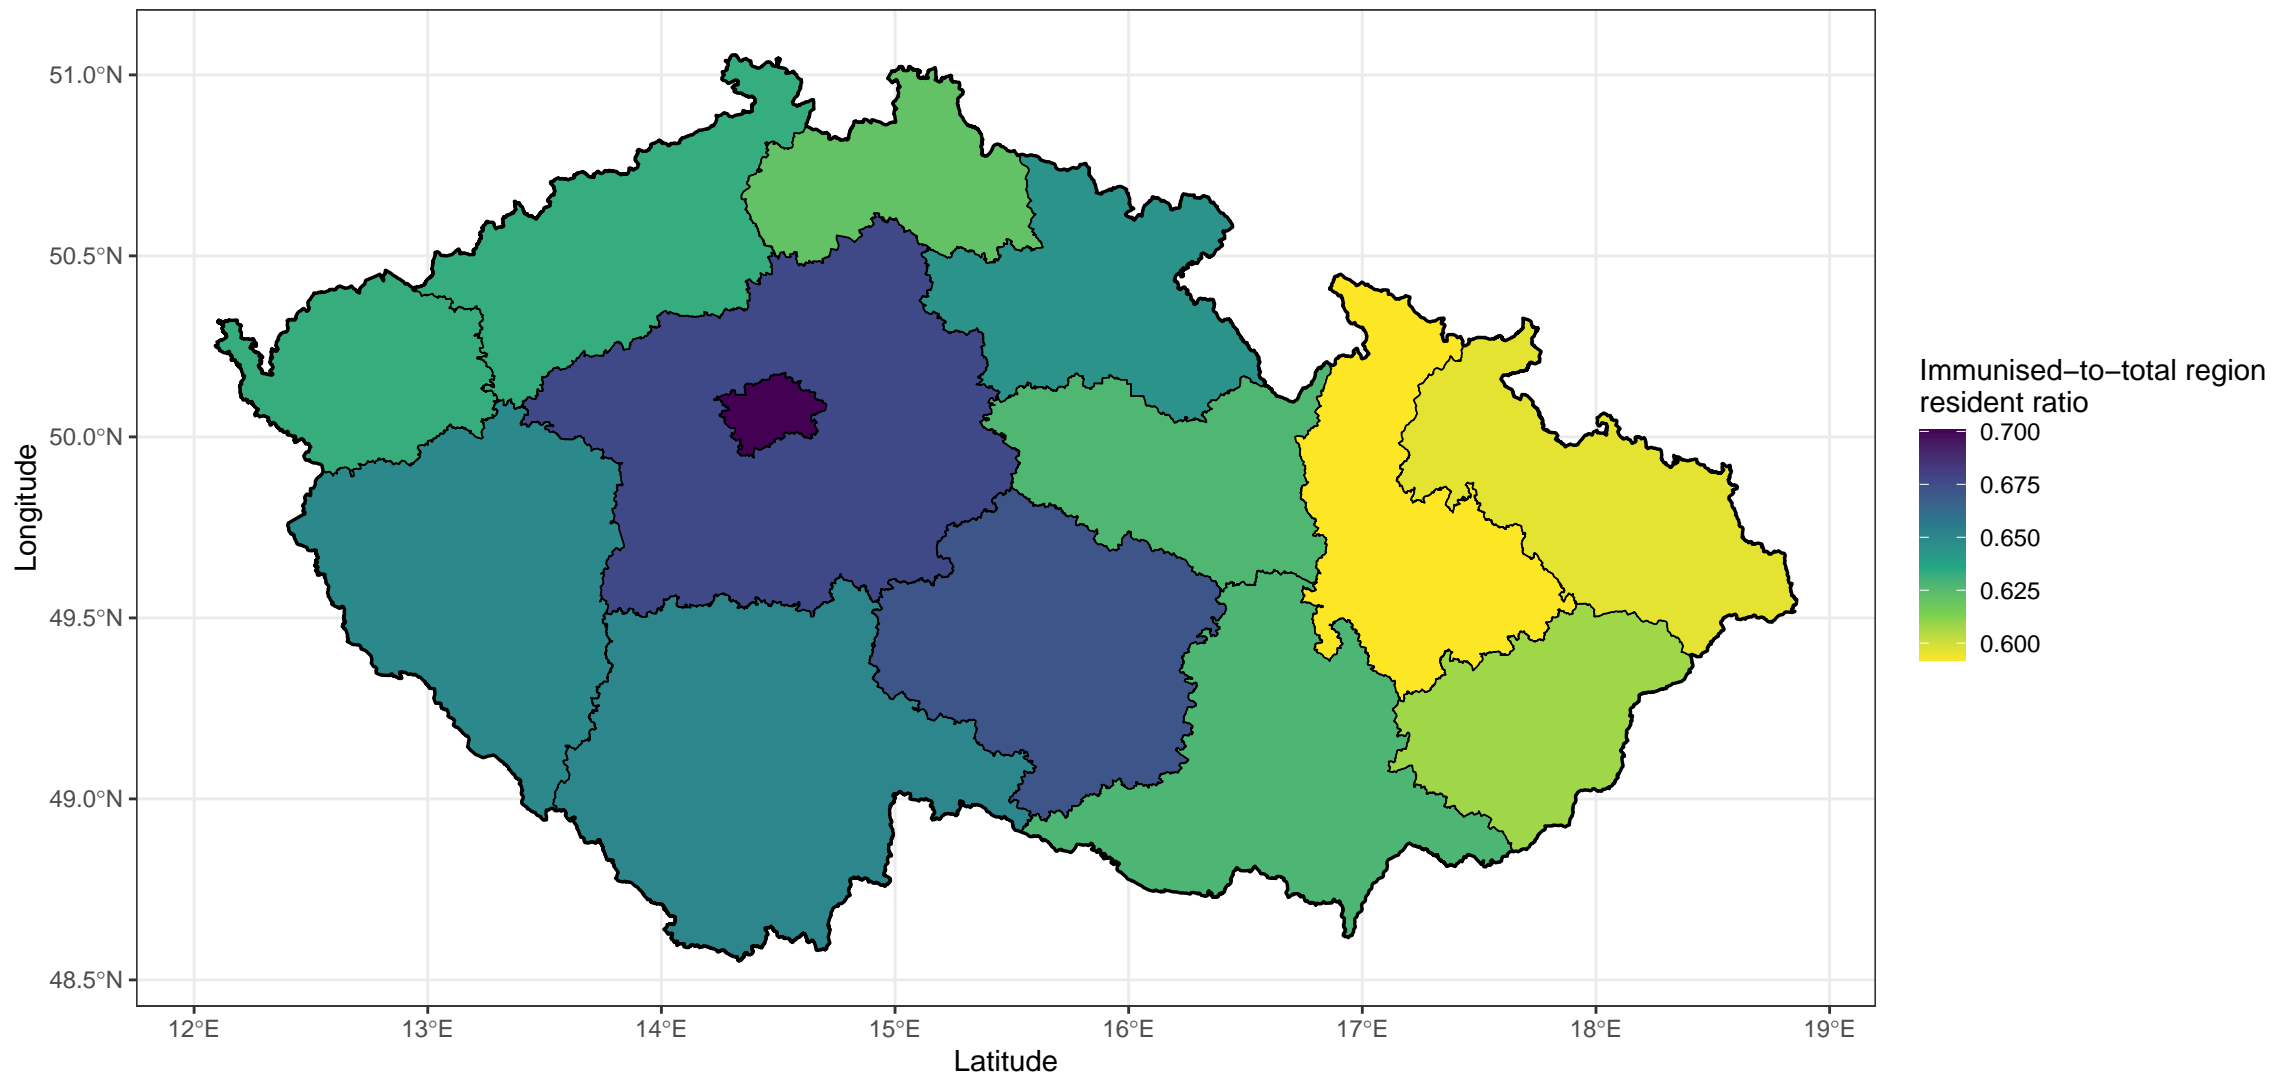 51.0°N
50.5°N
50.0°N
49.5°N
49.0°N
48.5°N
Longitude
12°E
13°E
14°E
15°E
16°E
17°E
18°E
19°E
Latitude
Immunised−to−total region
resident ratio
0.700
0.675
0.650
0.625
0.600